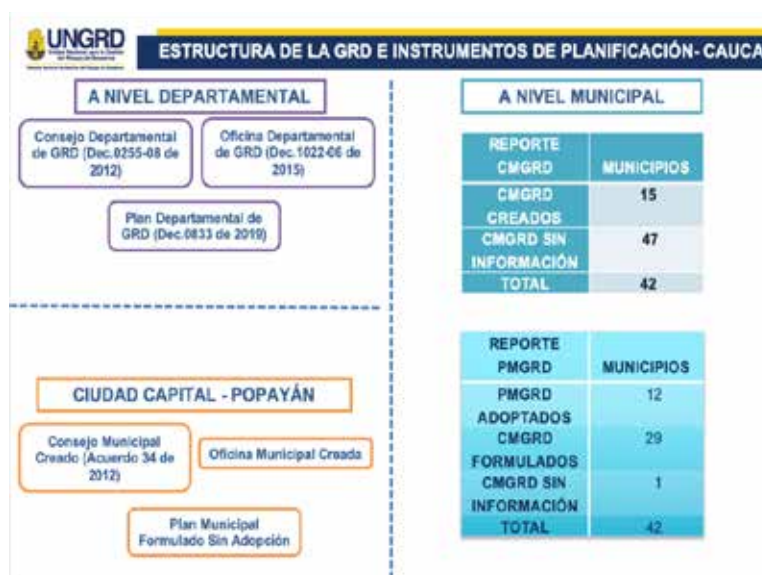 UNGRD
ESTRUCTURA DE LA GRD E INSTRUMENTOS DE PLANIFICACIÓN- CAUCA
A NIVEL DEPARTAMENTAL
Consejo Departamental
de GRD (Dec.0255-08 de
2012)
Oficina Departamental
de GRD (Dec.1022-06 de
2015)
Plan Departamental de
GRD (Dec.0833 de 2019)
CIUDAD CAPITAL - POPAYÁN
Consejo Municipal
Creado (Acuerdo 34 de
2012)
Oficina Municipal Creada
Plan Municipal
Formulado Sin Adopción
A NIVEL MUNICIPAL
REPORTE
CMGRD MUNICIPIOS
CMGRD 15
CREADOS
CMGRD SIN 47
INFORMACIÓN
TOTAL 42
REPORTE
PMGRD MUNICIPIOS
PMGRD 12
ADOPTADOS
CMGRD 29
FORMULADOS
CMGRD SIN 1
INFORMACIÓN
TOTAL 42